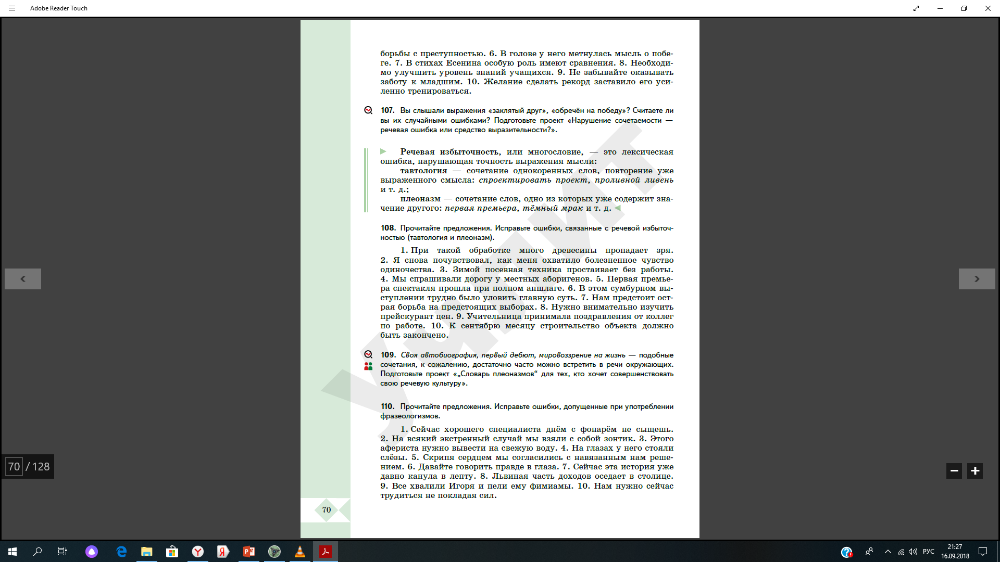 Adobe Reader Touch
борьбы с преступностью. 6. В голове у него метнулась мысль о побе-
ге. 7. В стихах Есенина особую роль имеют сравнения. 8. Необходи-
мо улучшить уровень знаний учащихся. 9. Не забывайте оказывать
заботу к младшим. 10. Желание сделать рекорд заставило его уси-
ленно тренироваться.
107. Вы слышали выражения «заклятый друг», «обречён на победу»? Считаете ли
вы их случайными ошибками? Подготовьте проект «Нарушение сочетаемости —
речевая ошибка или средство выразительности?».
Речевая избыточность, или многословие, — это лексическая
ошибка, нарушающая точность выражения мысли:
тавтология — сочетание однокоренных слов, повторение уже
выраженного смысла: спроектировать проект, проливной ливень
и т. д.;
плеоназм — сочетание слов, одно из которых уже содержит зна-
чение другого: первая премьера, тёмный мрак и т. д.
108. Прочитайте предложения. Исправьте ошибки, связанные с речевой избыточ-
ностью (тавтология и плеоназм).
1. При такой обработке много древесины пропадает зря.
2. Я снова почувствовал, как меня охватило болезненное чувство
одиночества. 3. Зимой посевная техника простаивает без работы.
4. Мы спрашивали дорогу у местных аборигенов. 5. Первая премье-
ра спектакля прошла при полном аншлаге. 6. В этом сумбурном вы-
ступлении трудно было уловить главную суть. 7. Нам предстоит ост-
рая борьба на предстоящих выборах. 8. Нужно внимательно изучить
прейскурант цен. 9. Учительница принимала поздравления от коллег
по работе. 10. К сентябрю месяцу строительство объекта должно
быть закончено.
109. Своя автобиография, первый дебют, мировоззрение на жизнь — подобные
сочетания, к сожалению, достаточно часто можно встретить в речи окружающих.
Подготовьте проект «„Словарь плеоназмов“ для тех, кто хочет совершенствовать
свою речевую культуру».
110. Прочитайте предложения. Исправьте ошибки, допущенные при употреблении
фразеологизмов.
1. Сейчас хорошего специалиста днём с фонарём не сыщешь.
2. На всякий экстренный случай мы взяли с собой зонтик. 3. Этого
афериста нужно вывести на свежую воду. 4. На глазах у него стояли
слёзы. 5. Скрипя сердцем мы согласились с навязанным нам реше-
нием. 6. Давайте говорить правде в глаза. 7. Сейчас эта история уже
давно канула в лепту. 8. Львиная часть доходов оседает в столице.
9. Все хвалили Игоря и пели ему фимиамы. 10. Нам нужно сейчас
трудиться не покладая сил.
70
Учлит
70 / 128
РУС
21:27
16.09.2018